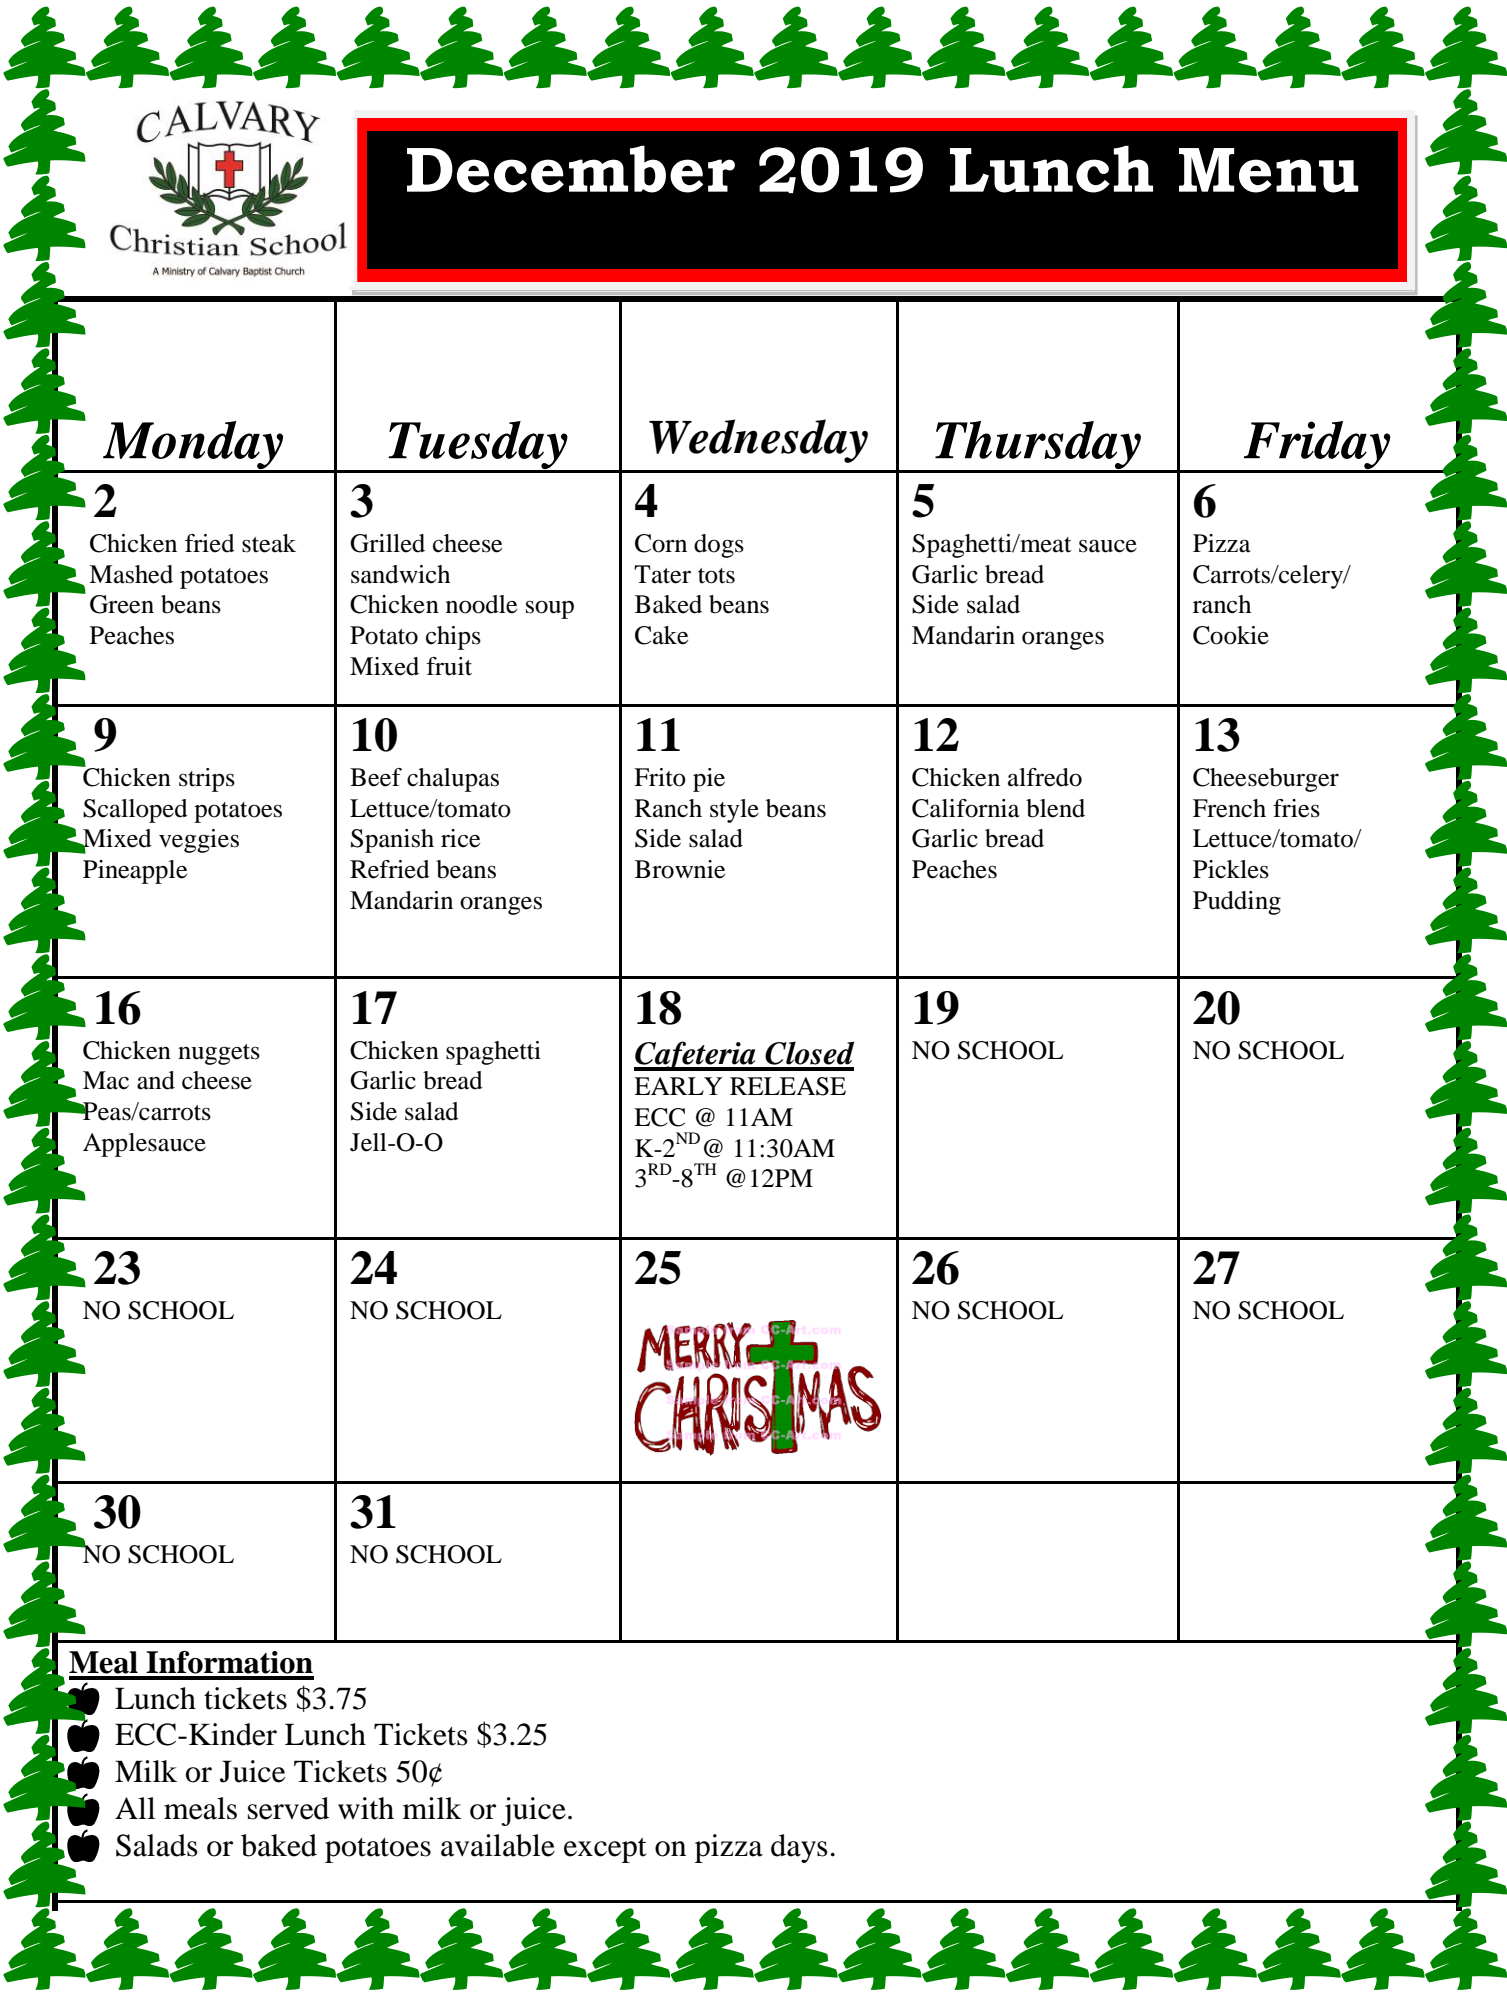 CALVARY
Christian School
A Ministry of Calvary Baptist Church
December 2019 Lunch Menu
Monday
Tuesday
Wednesday
Thursday
Friday
2
Chicken fried steak
Mashed potatoes
Green beans
Peaches
3
Grilled cheese
sandwich
Chicken noodle soup
Potato chips
Mixed fruit
4
Corn dogs
Tater tots
Baked beans
Cake
5
Spaghetti/meat sauce
Garlic bread
Side salad
Mandarin oranges
6
Pizza
Carrots/celery/
ranch
Cookie
9
Chicken strips
Scalloped potatoes
Mixed veggies
Pineapple
10
Beef chalupas
Lettuce/tomato
Spanish rice
Refried beans
Mandarin oranges
11
Frito pie
Ranch style beans
Side salad
Brownie
12
Chicken alfredo
California blend
Garlic bread
Peaches
13
Cheeseburger
French fries
Lettuce/tomato/
Pickles
Pudding
16
Chicken nuggets
Mac and cheese
Peas/carrots
Applesauce
17
Chicken spaghetti
Garlic bread
Side salad
Jell-O-O
18
Cafeteria Closed
EARLY RELEASE
ECC @ 11AM
K-2ND@ 11:30AM
3RD-8TH @12PM
19
NO SCHOOL
20
NO SCHOOL
23
NO SCHOOL
24
NO SCHOOL
25
MERRY
CHRISTMAS
26
NO SCHOOL
27
NO SCHOOL
30
NO SCHOOL
31
NO SCHOOL
Meal Information
Lunch tickets $3.75
ECC-Kinder Lunch Tickets $3.25
Milk or Juice Tickets 50¢
All meals served with milk or juice.
Salads or baked potatoes available except on pizza days.